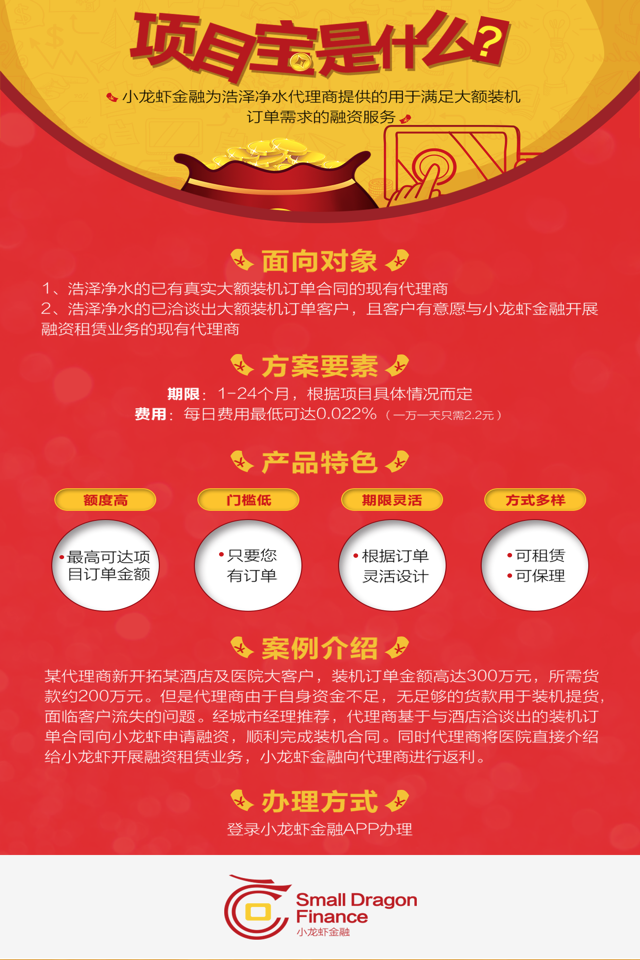 项目宝是什么?
小龙虾金融为浩泽净水代理商提供的用于满足大额装机
订单需求的融资服务
面向对象
1、浩泽净水的已有真实大额装机订单合同的现有代理商
2、浩泽净水的已洽谈出大额装机订单客户，且客户有意愿与小龙虾金融开展
融资租赁业务的现有代理商
方案要素
期限：1-24个月，根据项目具体情况而定
费用：每日费用最低可达0.022%（一万一天只需2.2元）
产品特色
额度高 门槛低 期限灵活 方式多样
•最高可达项 •只要您 •根据订单 •可租赁
目订单金额 有订单 灵活设计 •可保理
案例介绍
某代理商新开拓某酒店及医院大客户，装机订单金额高达300万元，所需货
款约200万元。但是代理商由于自身资金不足，无足够的货款用于装机提货，
面临客户流失的问题。经城市经理推荐，代理商基于与酒店洽谈出的装机订
单合同向小龙虾申请融资，顺利完成装机合同。同时代理商将医院直接介绍
给小龙虾开展融资租赁业务，小龙虾金融向代理商进行返利。
办理方式
登录小龙虾金融APP办理
Small Dragon
Finance
小龙虾金融